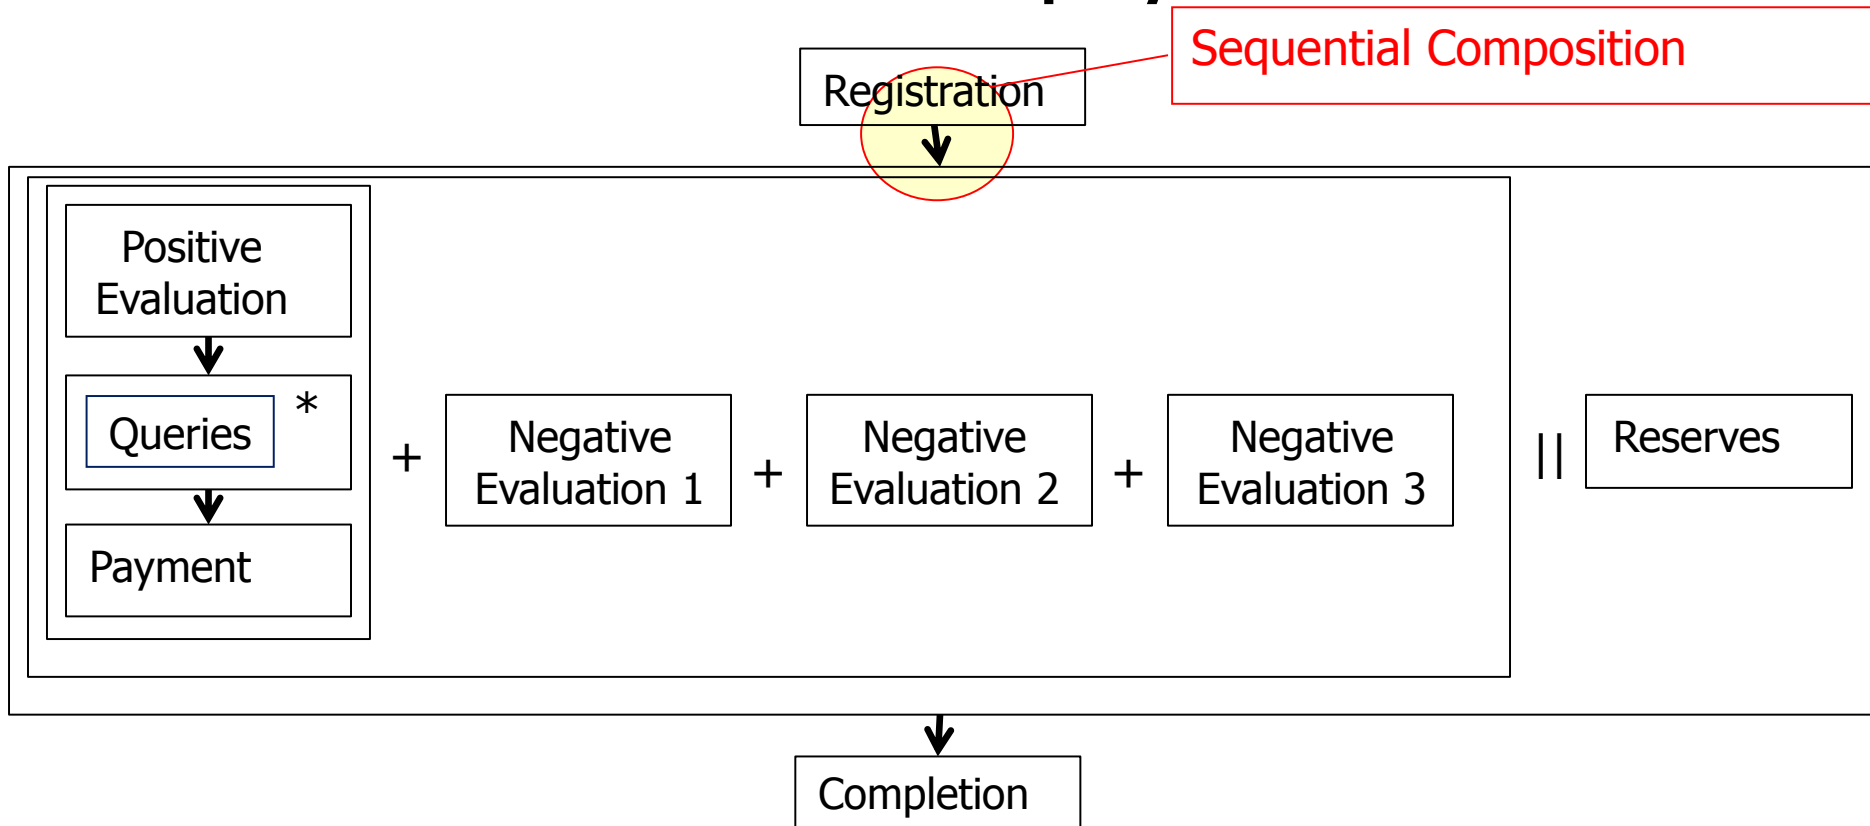 Sequential Composition
Registration
Positive
Evaluation
Queries
*
Payment
+
Negative
Evaluation 1
+
Negative
Evaluation 2
+
Negative
Evaluation 3
||
Reserves
Completion